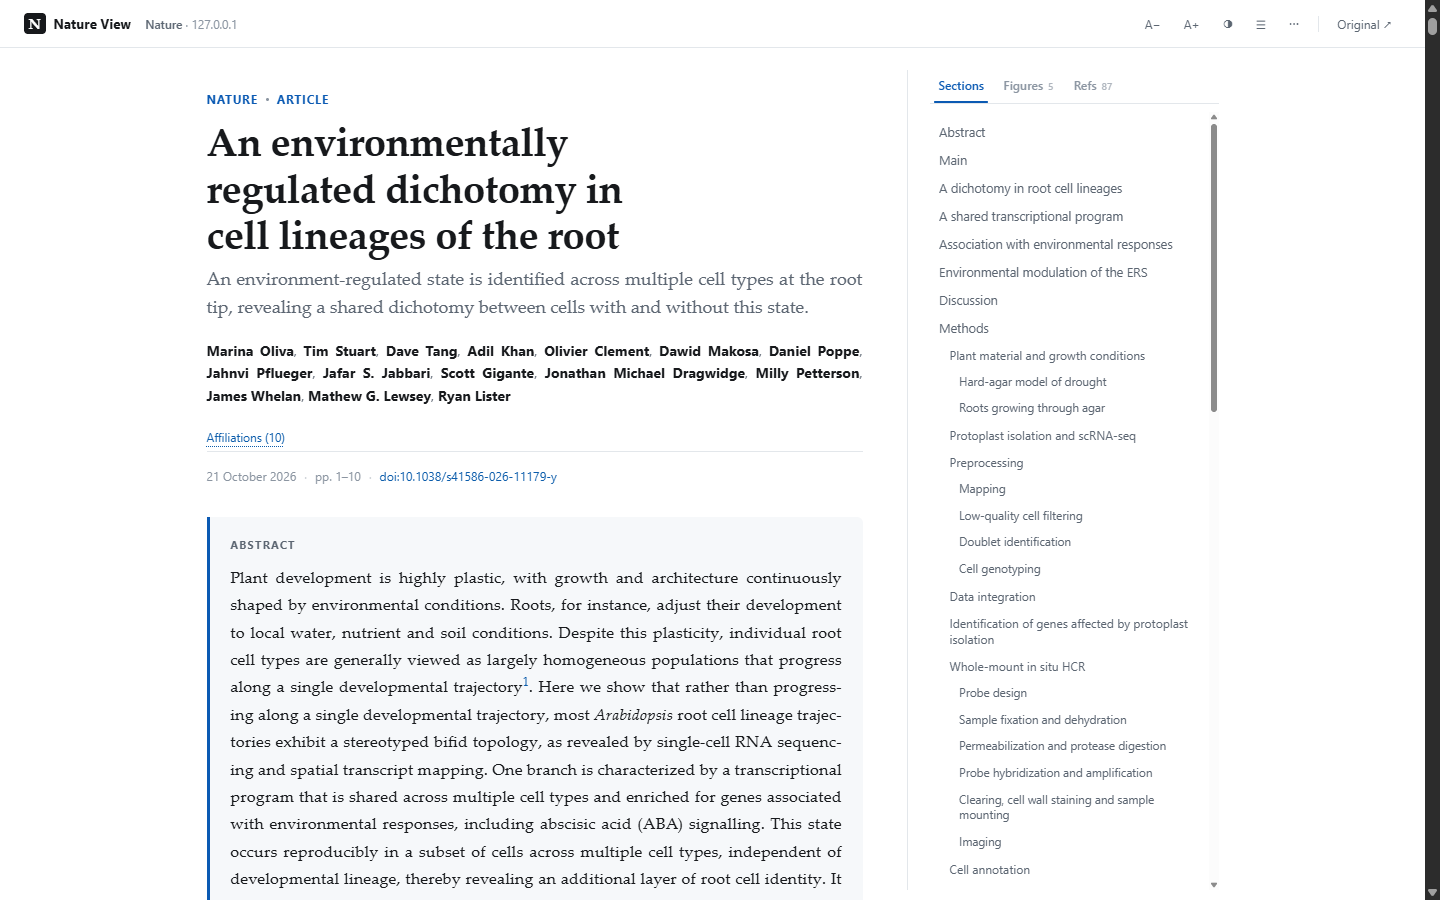 N Nature View Nature · 127.0.0.1
A− A+ ◑ ☰ ··· Original ↗
NATURE • ARTICLE
An environmentally
regulated dichotomy in
cell lineages of the root
An environment-regulated state is identified across multiple cell types at the root
tip, revealing a shared dichotomy between cells with and without this state.
Marina Oliva, Tim Stuart, Dave Tang, Adil Khan, Olivier Clement, Dawid Makosa, Daniel Poppe,
Jahnvi Pflueger, Jafar S. Jabbari, Scott Gigante, Jonathan Michael Dragwidge, Milly Petterson,
James Whelan, Mathew G. Lewsey, Ryan Lister
Affiliations (10)
21 October 2026 · pp. 1–10 · doi:10.1038/s41586-026-11179-y
ABSTRACT
Plant development is highly plastic, with growth and architecture continuously
shaped by environmental conditions. Roots, for instance, adjust their development
to local water, nutrient and soil conditions. Despite this plasticity, individual root
cell types are generally viewed as largely homogeneous populations that progress
along a single developmental trajectory1. Here we show that rather than progress-
ing along a single developmental trajectory, most Arabidopsis root cell lineage trajec-
tories exhibit a stereotyped bifid topology, as revealed by single-cell RNA sequenc-
ing and spatial transcript mapping. One branch is characterized by a transcriptional
program that is shared across multiple cell types and enriched for genes associated
with environmental responses, including abscisic acid (ABA) signalling. This state
occurs reproducibly in a subset of cells across multiple cell types, independent of
developmental lineage, thereby revealing an additional layer of root cell identity. It
Sections Figures 5 Refs 87
Abstract
Main
A dichotomy in root cell lineages
A shared transcriptional program
Association with environmental responses
Environmental modulation of the ERS
Discussion
Methods
Plant material and growth conditions
Hard-agar model of drought
Roots growing through agar
Protoplast isolation and scRNA-seq
Preprocessing
Mapping
Low-quality cell filtering
Doublet identification
Cell genotyping
Data integration
Identification of genes affected by protoplast
isolation
Whole-mount in situ HCR
Probe design
Sample fixation and dehydration
Permeabilization and protease digestion
Probe hybridization and amplification
Clearing, cell wall staining and sample
mounting
Imaging
Cell annotation